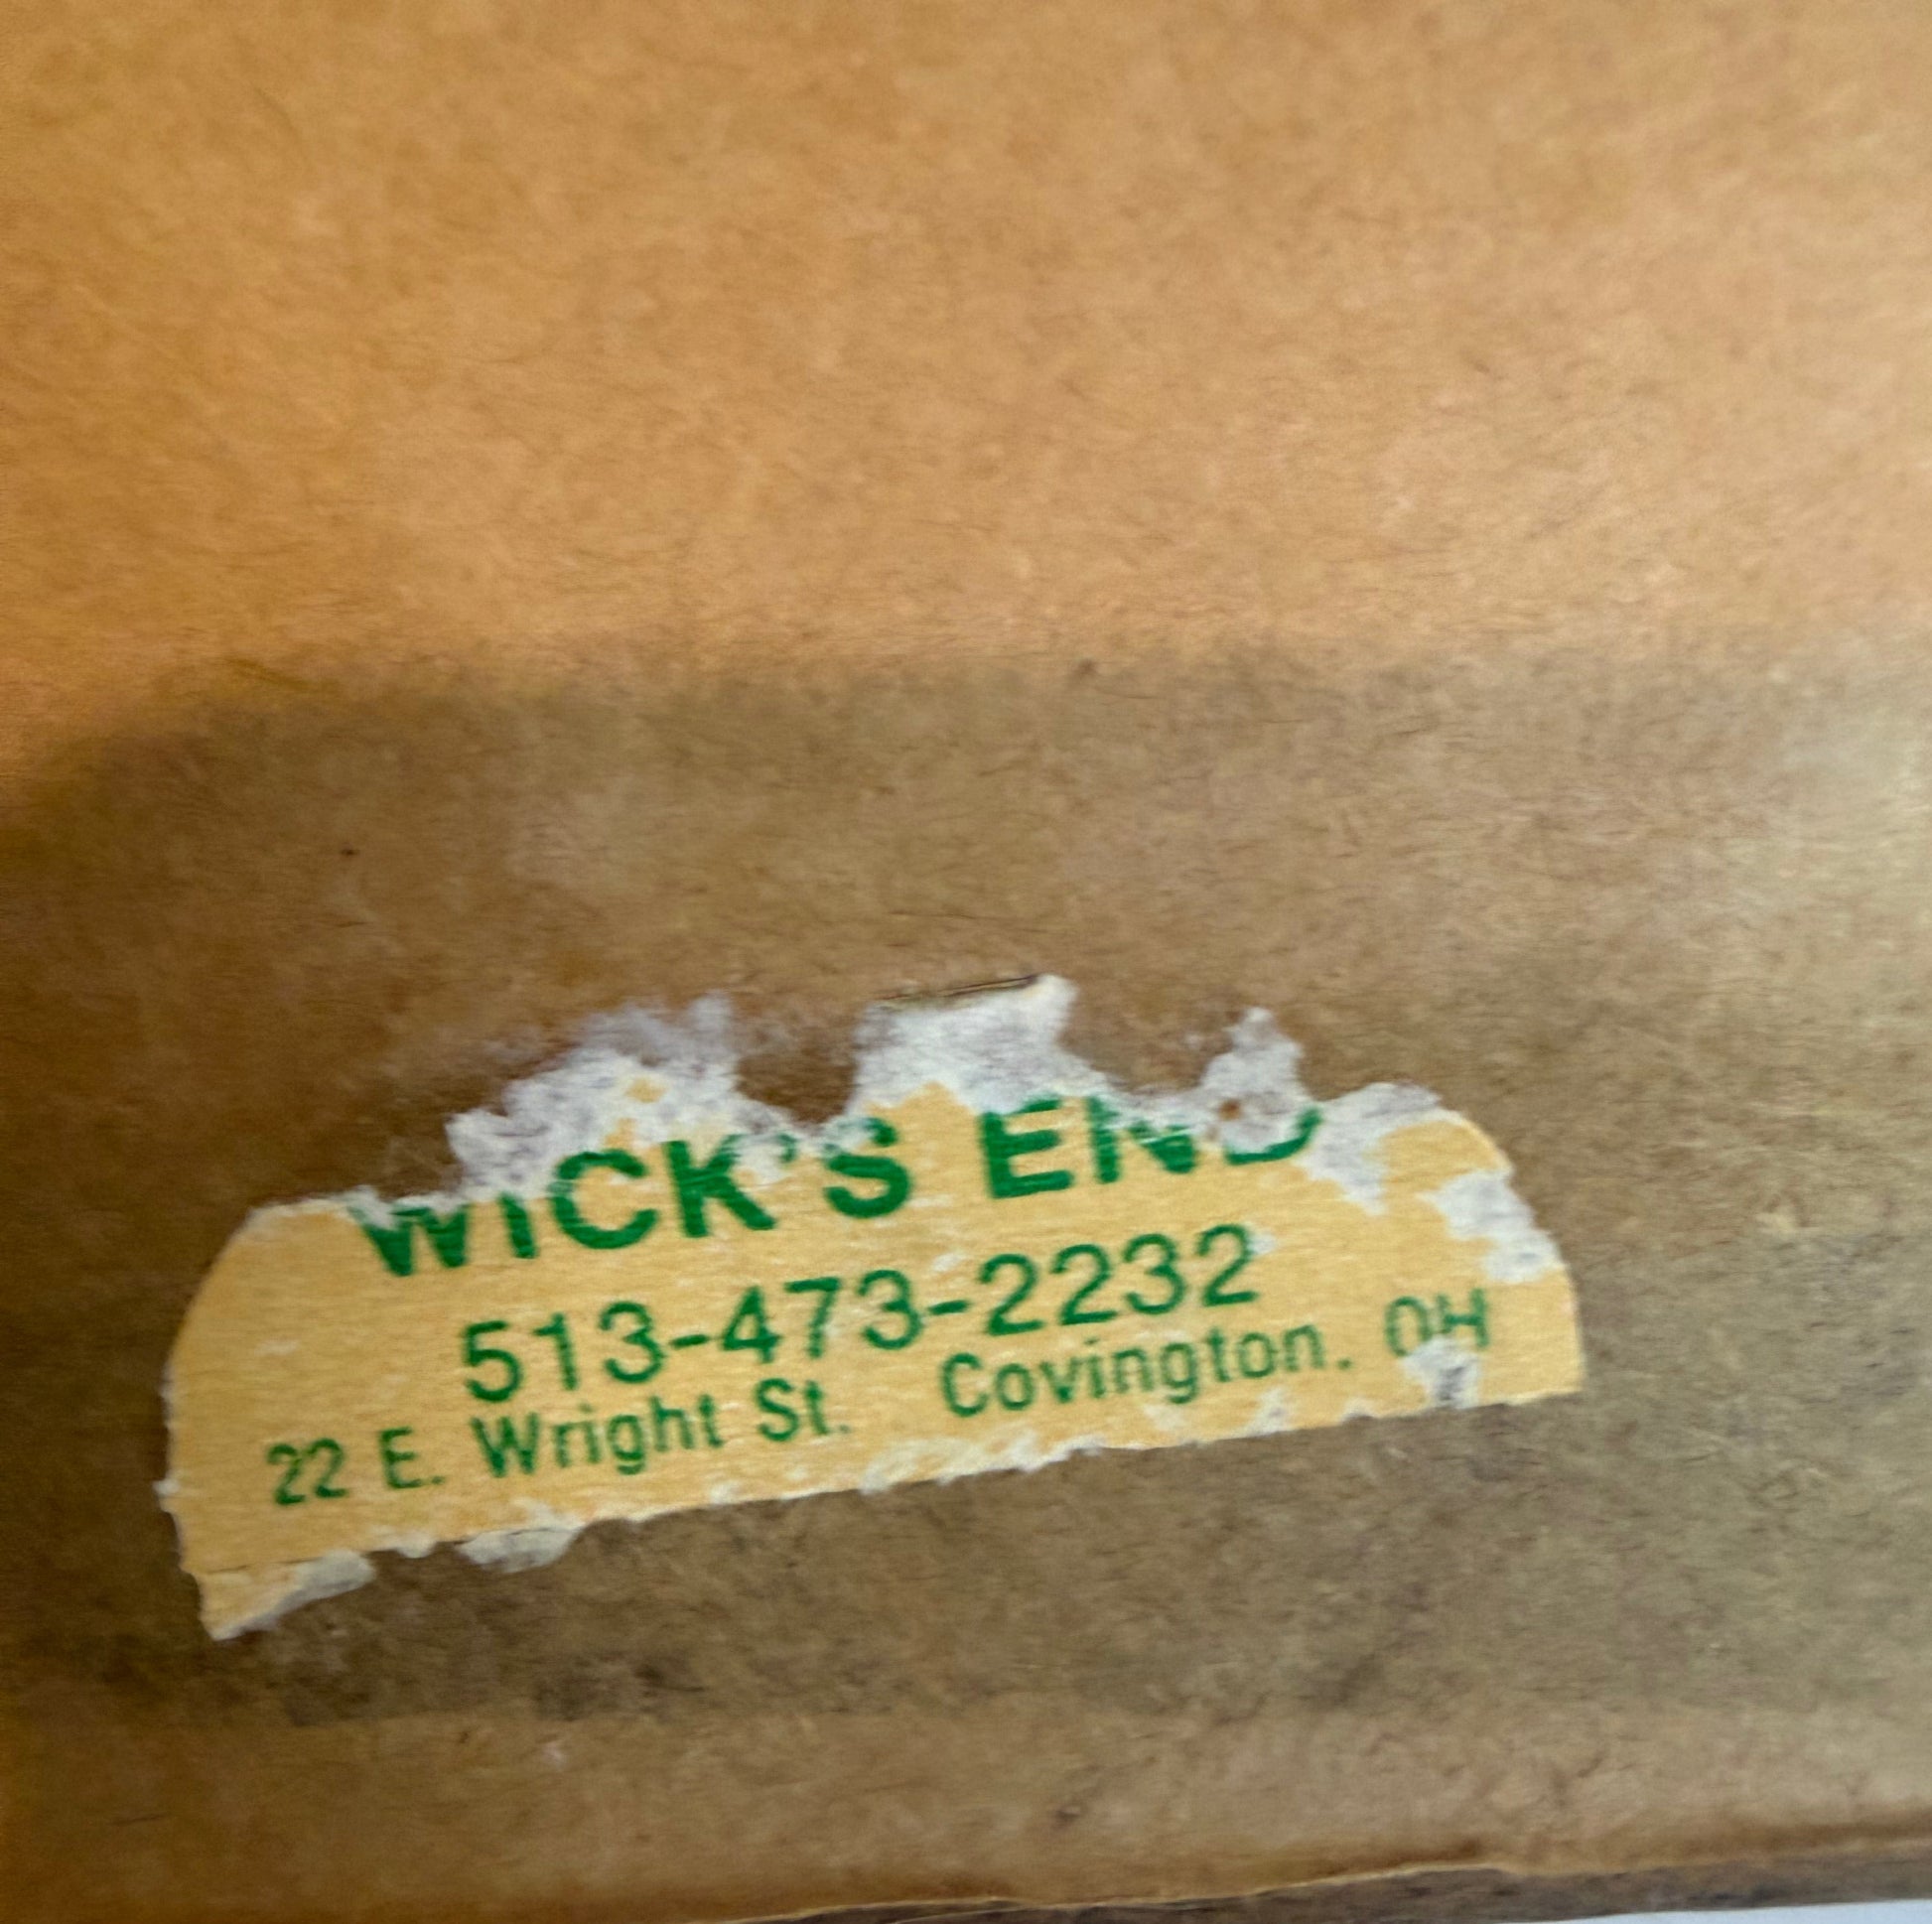 WICK'S END
513-473-2232
22 E. Wright St. Covington, OH